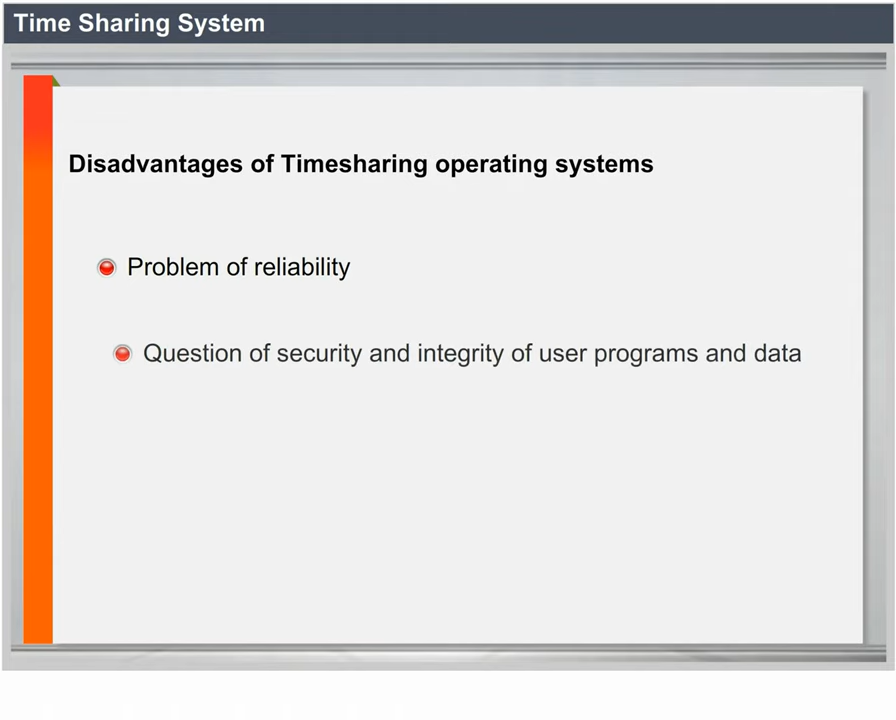 Time Sharing System
Disadvantages of Timesharing operating systems
Problem of reliability
Question of security and integrity of user programs and data